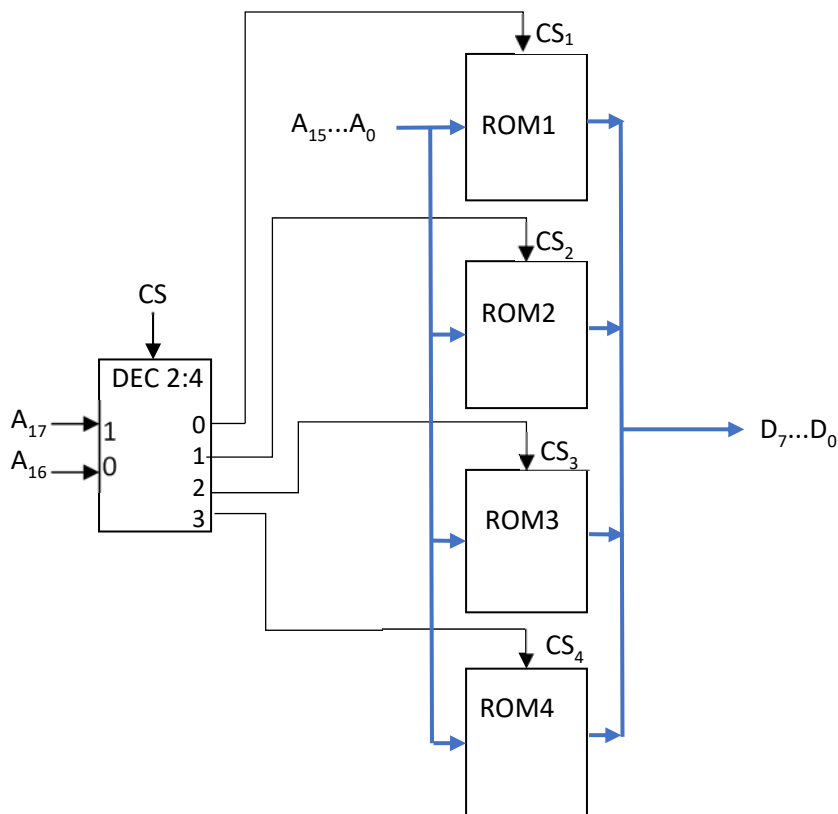 CS₁
A₁₅...A₀
ROM1
CS₂
ROM2
CS
DEC 2:4
A₁₇
1
0
A₁₆
0
1
2
3
D₇...D₀
CS₃
ROM3
CS₄
ROM4